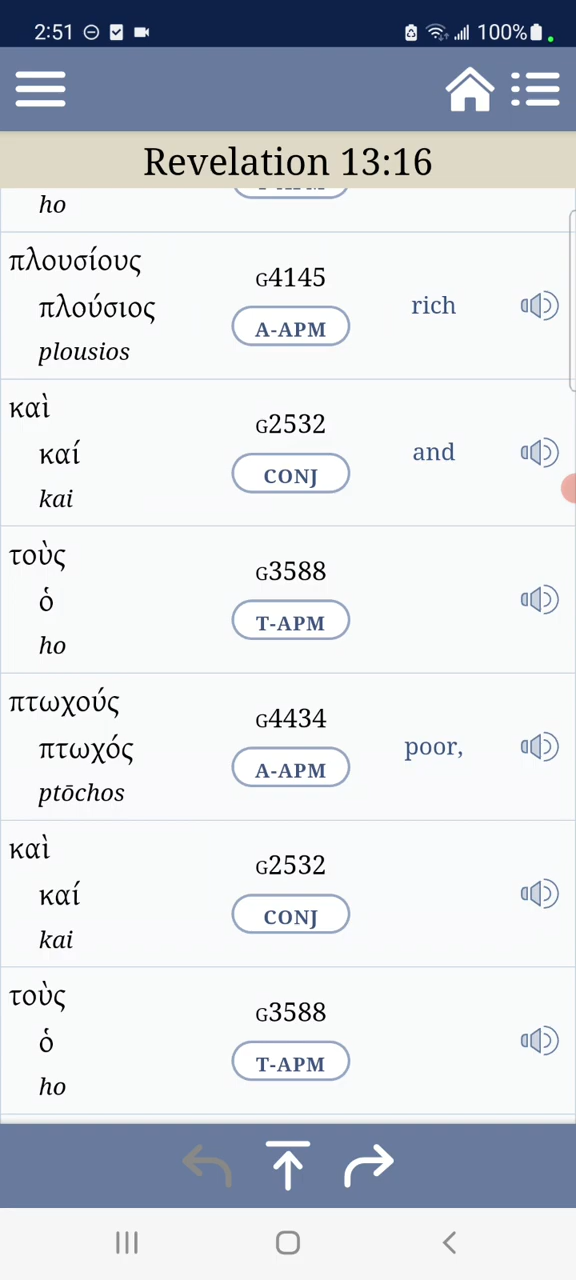 2:51 100%
Revelation 13:16
ho
πλουσίους
πλούσιος
plousios
G4145
A-APM
rich
καὶ
καί
kai
G2532
CONJ
and
τοὺς
ὁ
ho
G3588
T-APM
πτωχούς
πτωχός
ptōchos
G4434
A-APM
poor,
καὶ
καί
kai
G2532
CONJ
τοὺς
ὁ
ho
G3588
T-APM